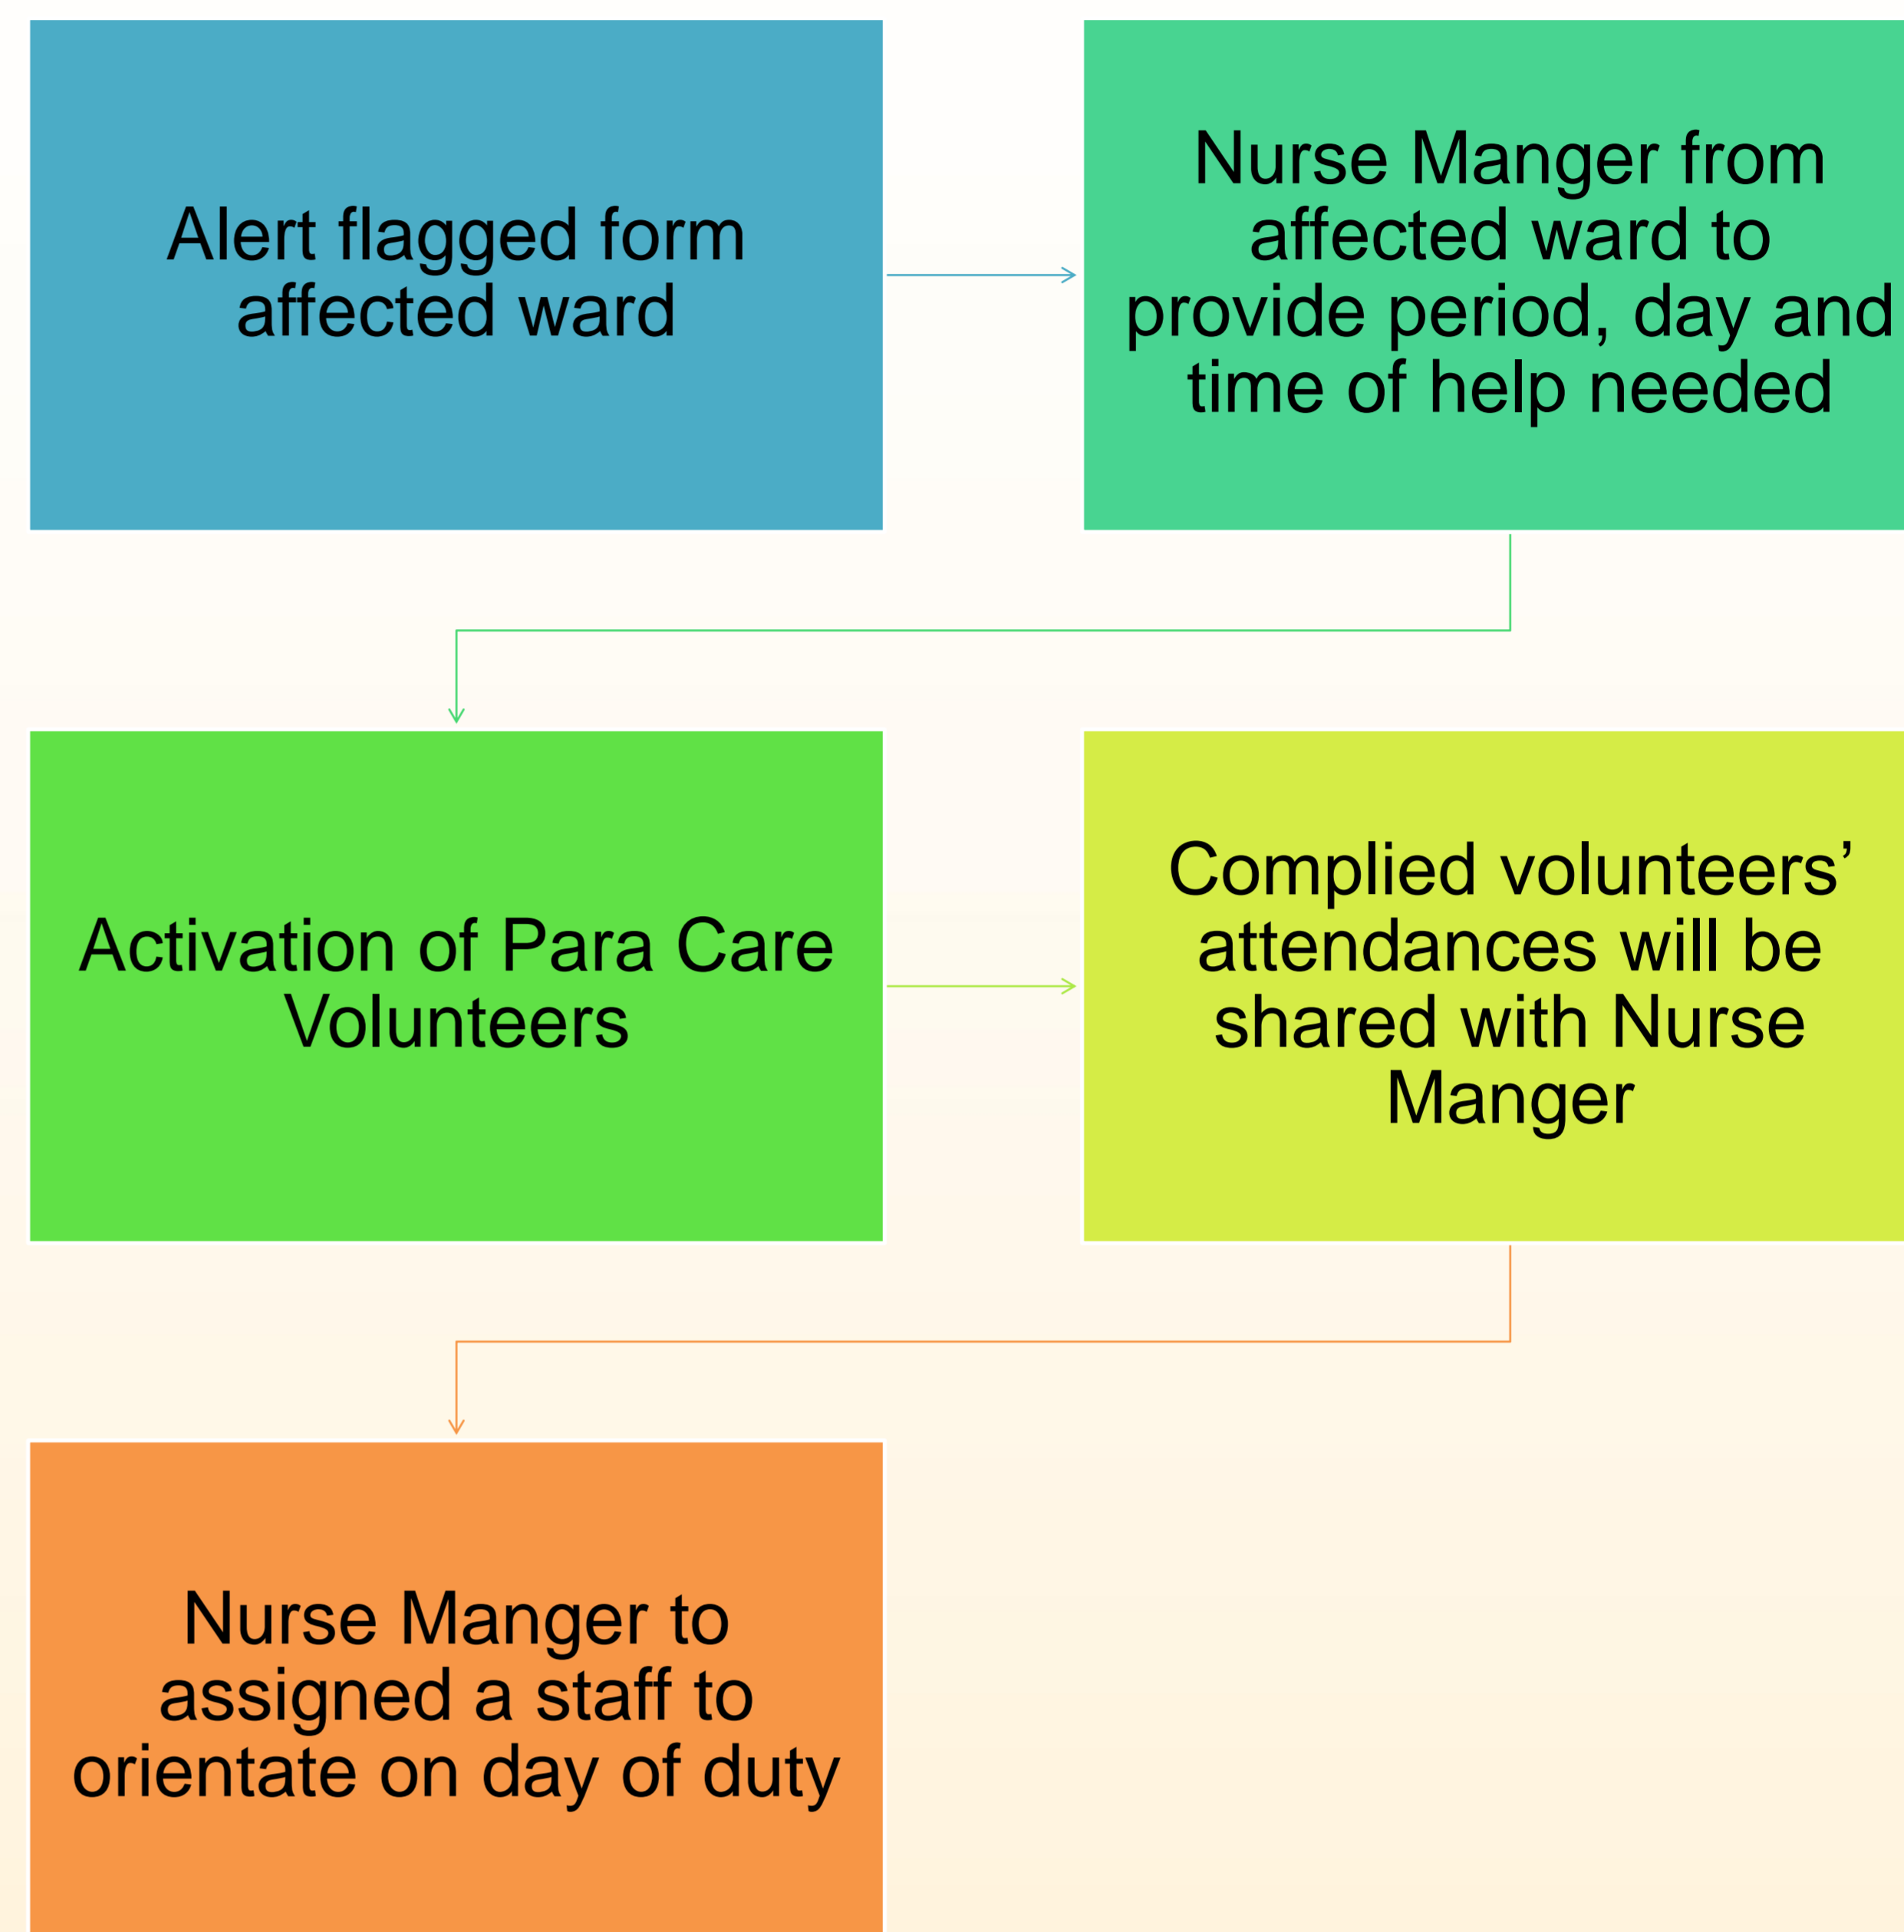 Alert flagged form
affected ward
Nurse Manger from
affected ward to
provide period, day and
time of help needed
Activation of Para Care
Volunteers
Complied volunteers’
attendances will be
shared with Nurse
Manger
Nurse Manger to
assigned a staff to
orientate on day of duty